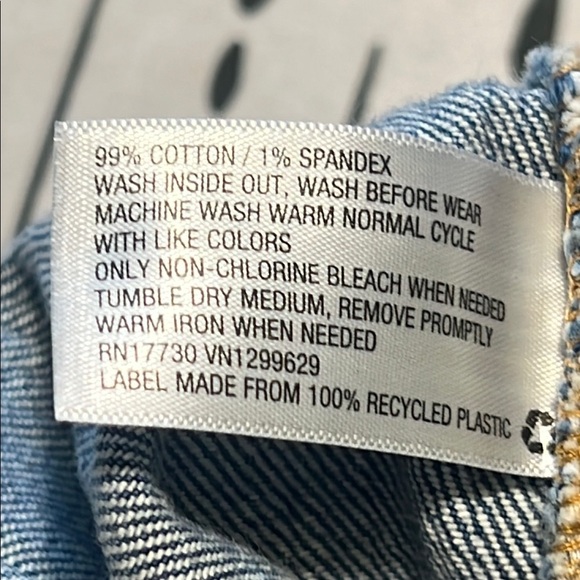 99% COTTON / 1% SPANDEX
WASH INSIDE OUT, WASH BEFORE WEAR
MACHINE WASH WARM NORMAL CYCLE
WITH LIKE COLORS
ONLY NON-CHLORINE BLEACH WHEN NEEDED
TUMBLE DRY MEDIUM, REMOVE PROMPTLY
WARM IRON WHEN NEEDED
RN17730 VN1299629
LABEL MADE FROM 100% RECYCLED PLASTIC